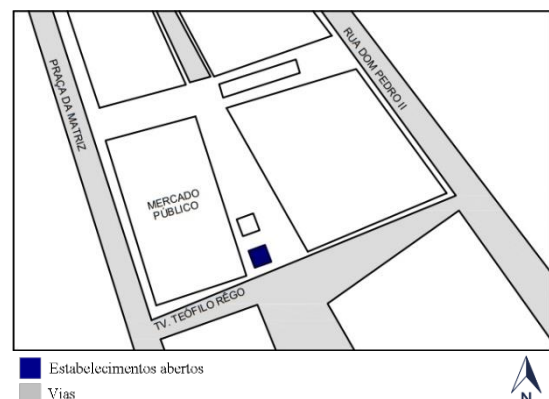 PRAÇA DA MATRIZ
RUA DOM PEDRO II
MERCADO
PÚBLICO
TV. TEÓFILO RÊGO
Estabelecimentos abertos
Vias
N